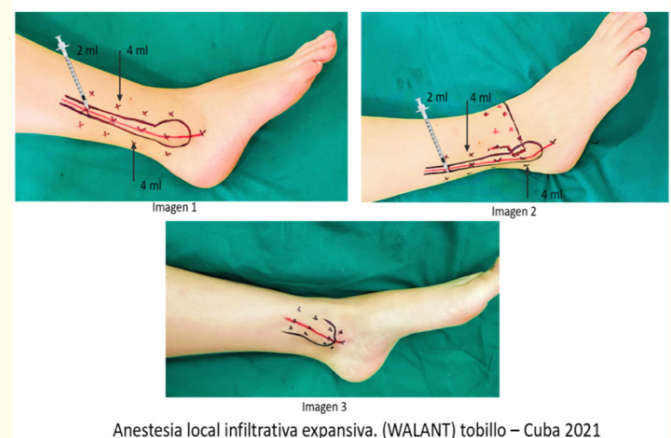 2 ml
4 ml
4 ml
Imagen 1
2 ml
4 ml
4 ml
Imagen 2
Imagen 3
Anestesia local infiltrativa expansiva. (WALANT) tobillo – Cuba 2021